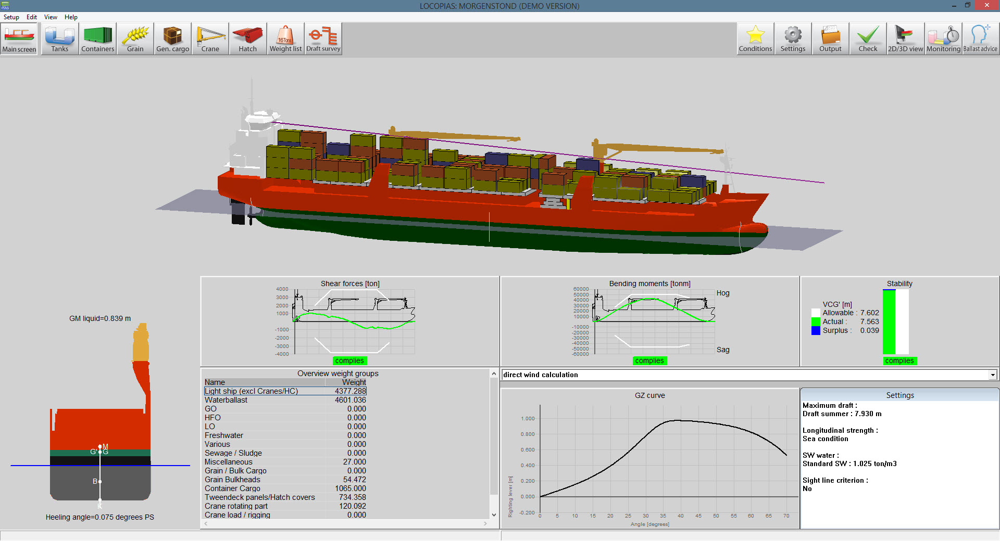 LOCOPIAS: MORGENSTOND (DEMO VERSION)
Setup Edit View Help
Main screen Tanks Containers Grain Gen. cargo Crane Hatch 16Tons Weight list Draft survey Conditions Settings Output Check 2D/3D view Monitoring Ballast advice
GM liquid=0.839 m
M
G' G
B
K
Heeling angle=0.075 degrees PS
Shear forces [ton]
4000
3000
2000
1000
-1000
-2000
-3000
-4000
complies
Bending moments [tonm]
60000
50000
40000
30000
20000
10000
-10000
-20000
-30000
-40000
-50000
-60000
Hog
Sag
complies
Stability
VCG' [m]
Allowable : 7.602
Actual : 7.563
Surplus : 0.039
complies
Overview weight groups
Name Weight
Light ship (excl Cranes/HC) 4377.288
Waterballast 4601.036
GO 0.000
HFO 0.000
LO 0.000
Freshwater 0.000
Various 0.000
Sewage / Sludge 0.000
Miscellaneous 27.000
Grain / Bulk Cargo 0.000
Grain Bulkheads 54.472
Container Cargo 1065.000
Tweendeck panels/Hatch covers 734.358
Crane rotating part 120.092
Crane load / rigging 0.000
direct wind calculation
GZ curve
Righting lever [m]
1.000
0.800
0.600
0.400
0.200
0.000
-0.200
0 5 10 15 20 25 30 35 40 45 50 55 60 65 70
Angle [degrees]
Settings
Maximum draft :
Draft summer : 7.930 m
Longitudinal strength :
Sea condition
SW water :
Standard SW : 1.025 ton/m3
Sight line criterion :
No